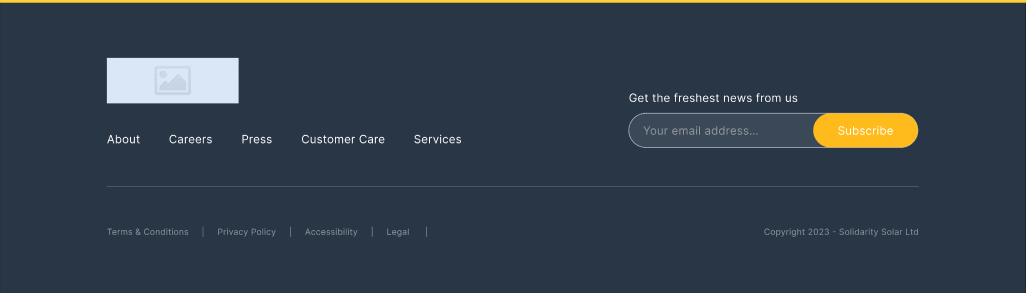 Get the freshest news from us
About Careers Press Customer Care Services
Your email address... Subscribe
Terms & Conditions | Privacy Policy | Accessibility | Legal |
Copyright 2023 - Solidarity Solar Ltd